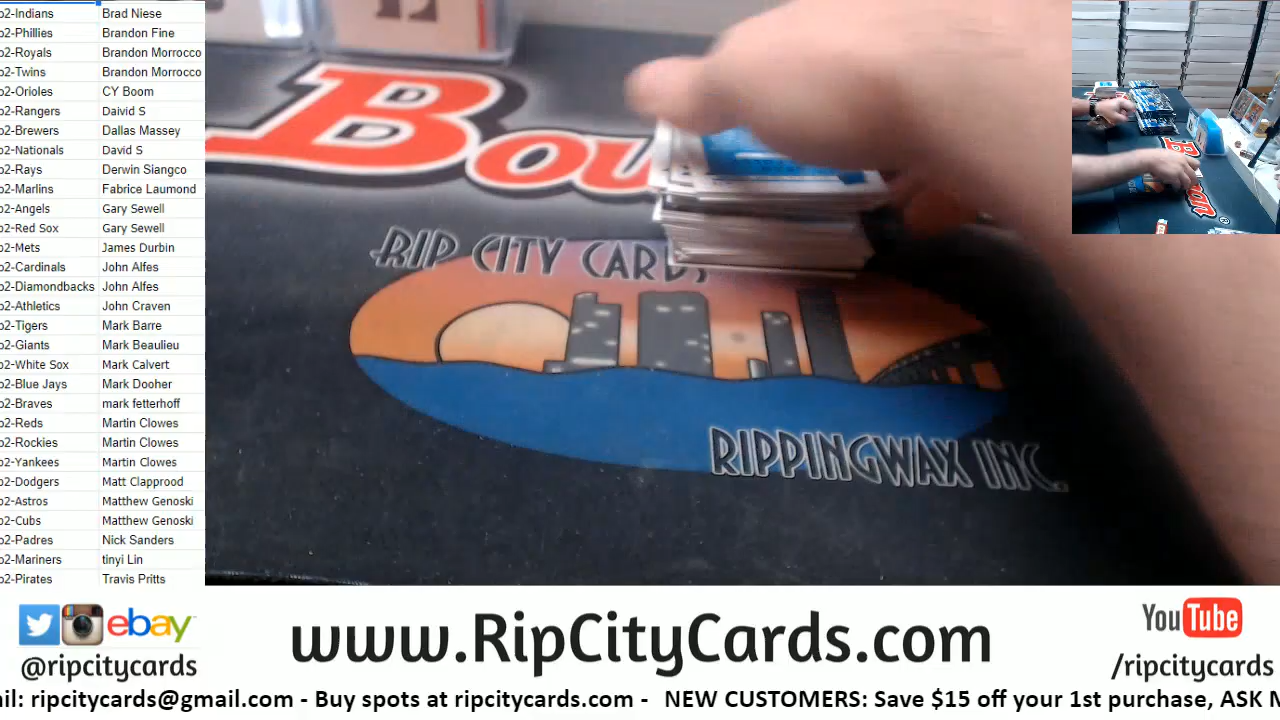 o2-Indians Brad Niese
o2-Phillies Brandon Fine
o2-Royals Brandon Morrocco
o2-Twins Brandon Morrocco
o2-Orioles CY Boom
o2-Rangers Daivid S
o2-Brewers Dallas Massey
o2-Nationals David S
o2-Rays Derwin Siangco
o2-Marlins Fabrice Laumond
o2-Angels Gary Sewell
o2-Red Sox Gary Sewell
o2-Mets James Durbin
o2-Cardinals John Alfes
o2-Diamondbacks John Alfes
o2-Athletics John Craven
o2-Tigers Mark Barre
o2-Giants Mark Beaulieu
o2-White Sox Mark Calvert
o2-Blue Jays Mark Dooher
o2-Braves mark fetterhoff
o2-Reds Martin Clowes
o2-Rockies Martin Clowes
o2-Yankees Martin Clowes
o2-Dodgers Matt Clapprood
o2-Astros Matthew Genoski
o2-Cubs Matthew Genoski
o2-Padres Nick Sanders
o2-Mariners tinyi Lin
o2-Pirates Travis Pritts
Bow
RIP CITY CARDS
RIPPINGWAX INC.
ebay
@ripcitycards
www.RipCityCards.com
YouTube
/ripcitycards
il: ripcitycards@gmail.com - Buy spots at ripcitycards.com - NEW CUSTOMERS: Save $15 off your 1st purchase, ASK M